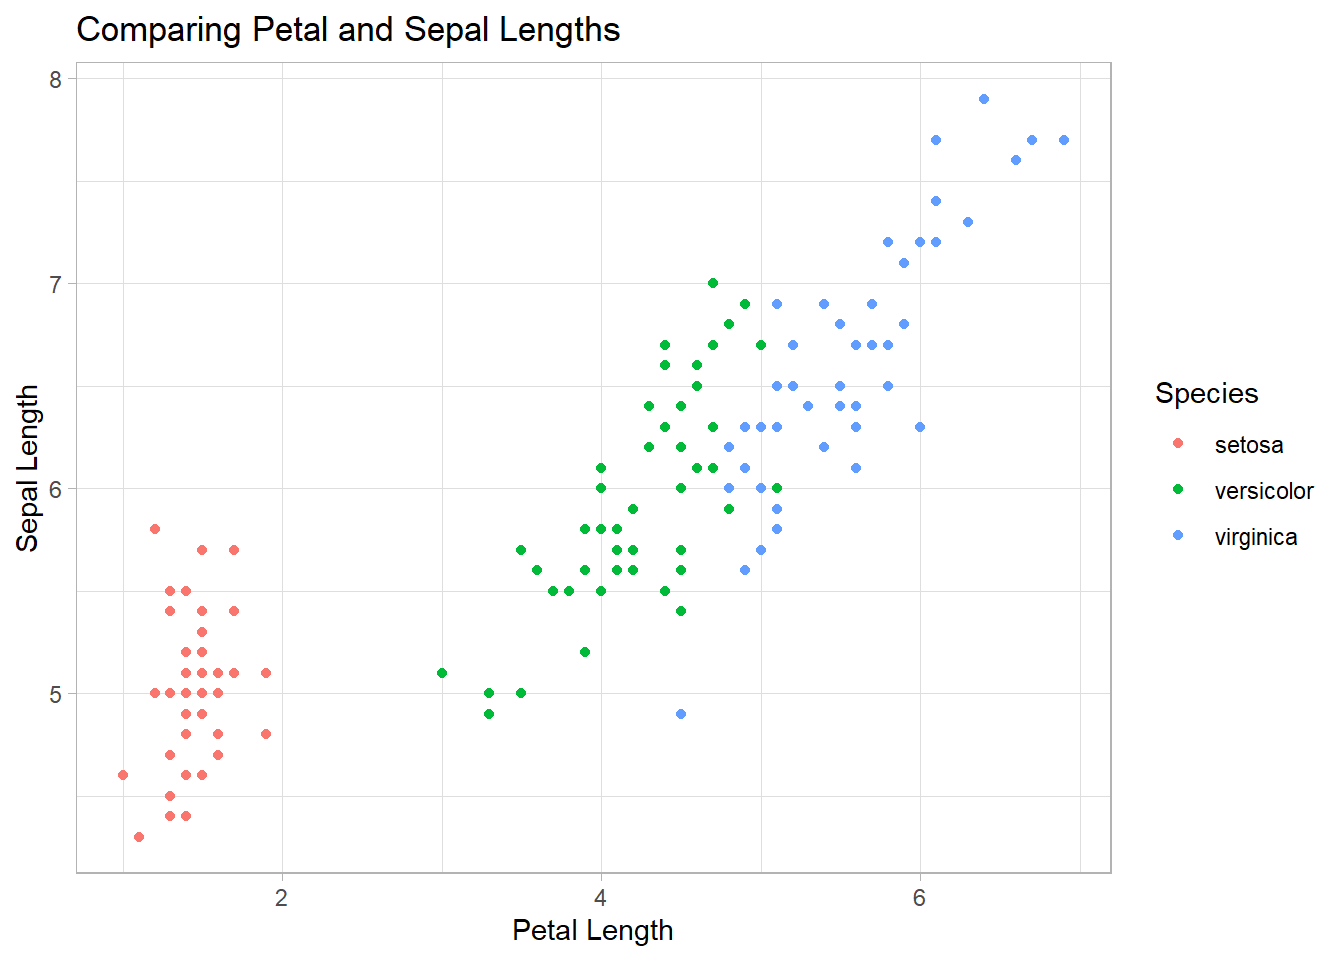 Comparing Petal and Sepal Lengths
8
7
6
5
Sepal Length
2 4 6
Petal Length
Species
setosa
versicolor
virginica